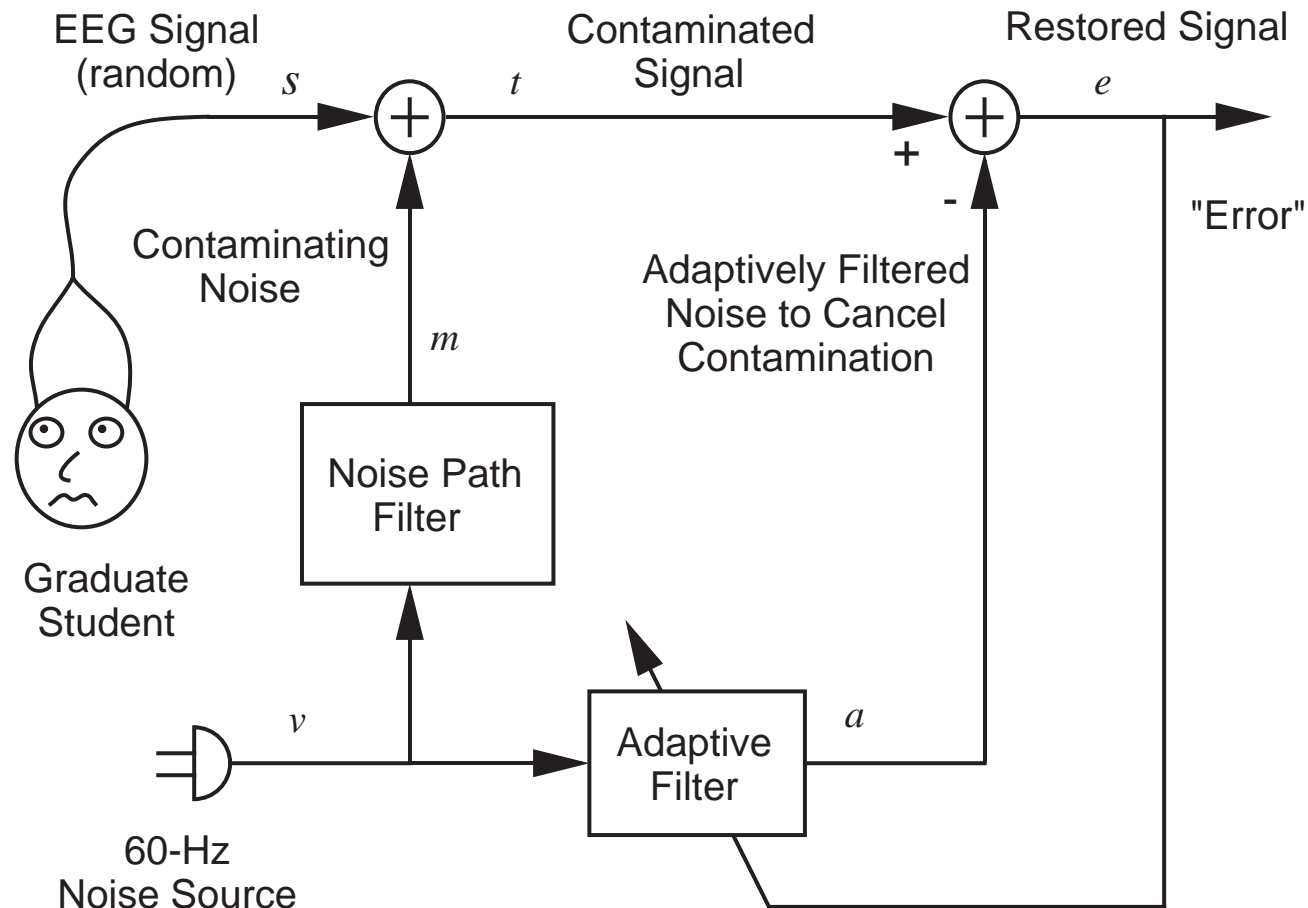 EEG Signal
(random)
s
t
Contaminated
Signal
Restored Signal
e
+
+
+
-
"Error"
Contaminating
Noise
m
Adaptively Filtered
Noise to Cancel
Contamination
Noise Path
Filter
Graduate
Student
v
Adaptive
Filter
a
60-Hz
Noise Source